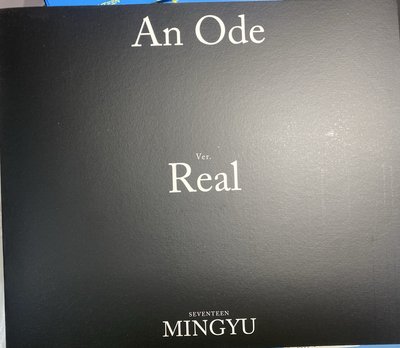 An Ode
Ver.
Real
SEVENTEEN
MINGYU